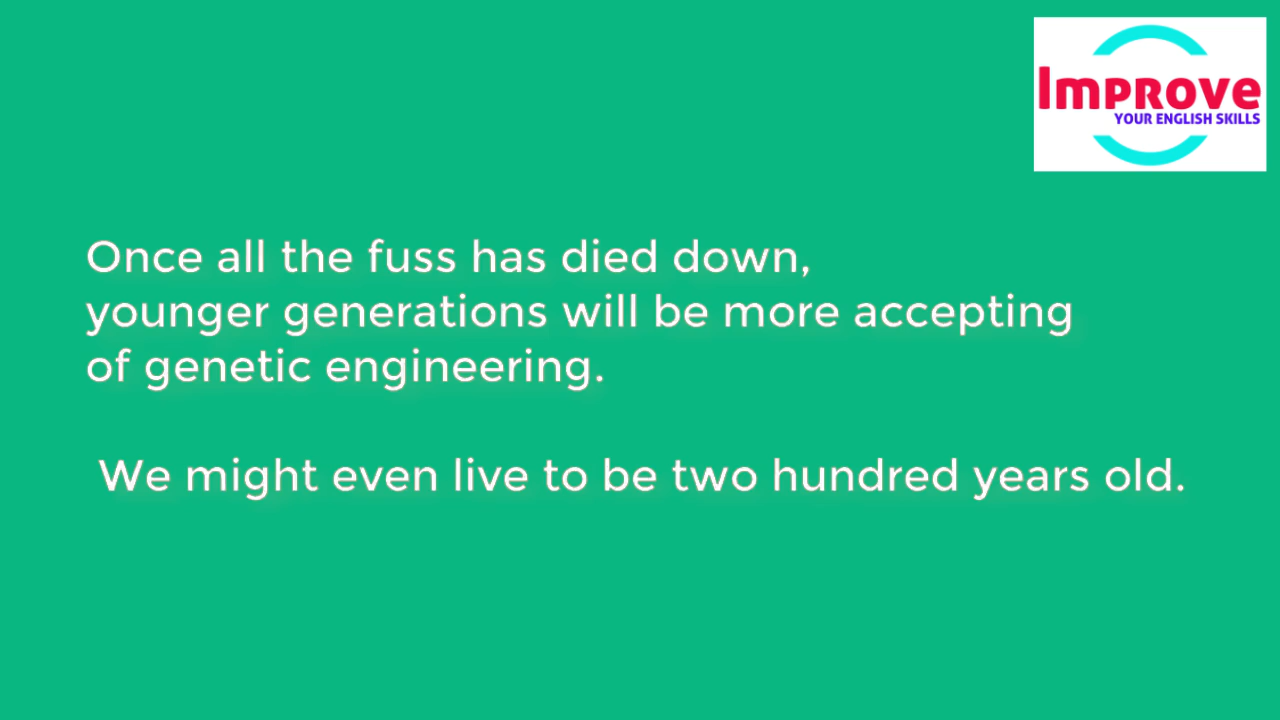 Improve
YOUR ENGLISH SKILLS
Once all the fuss has died down,
younger generations will be more accepting
of genetic engineering.
We might even live to be two hundred years old.